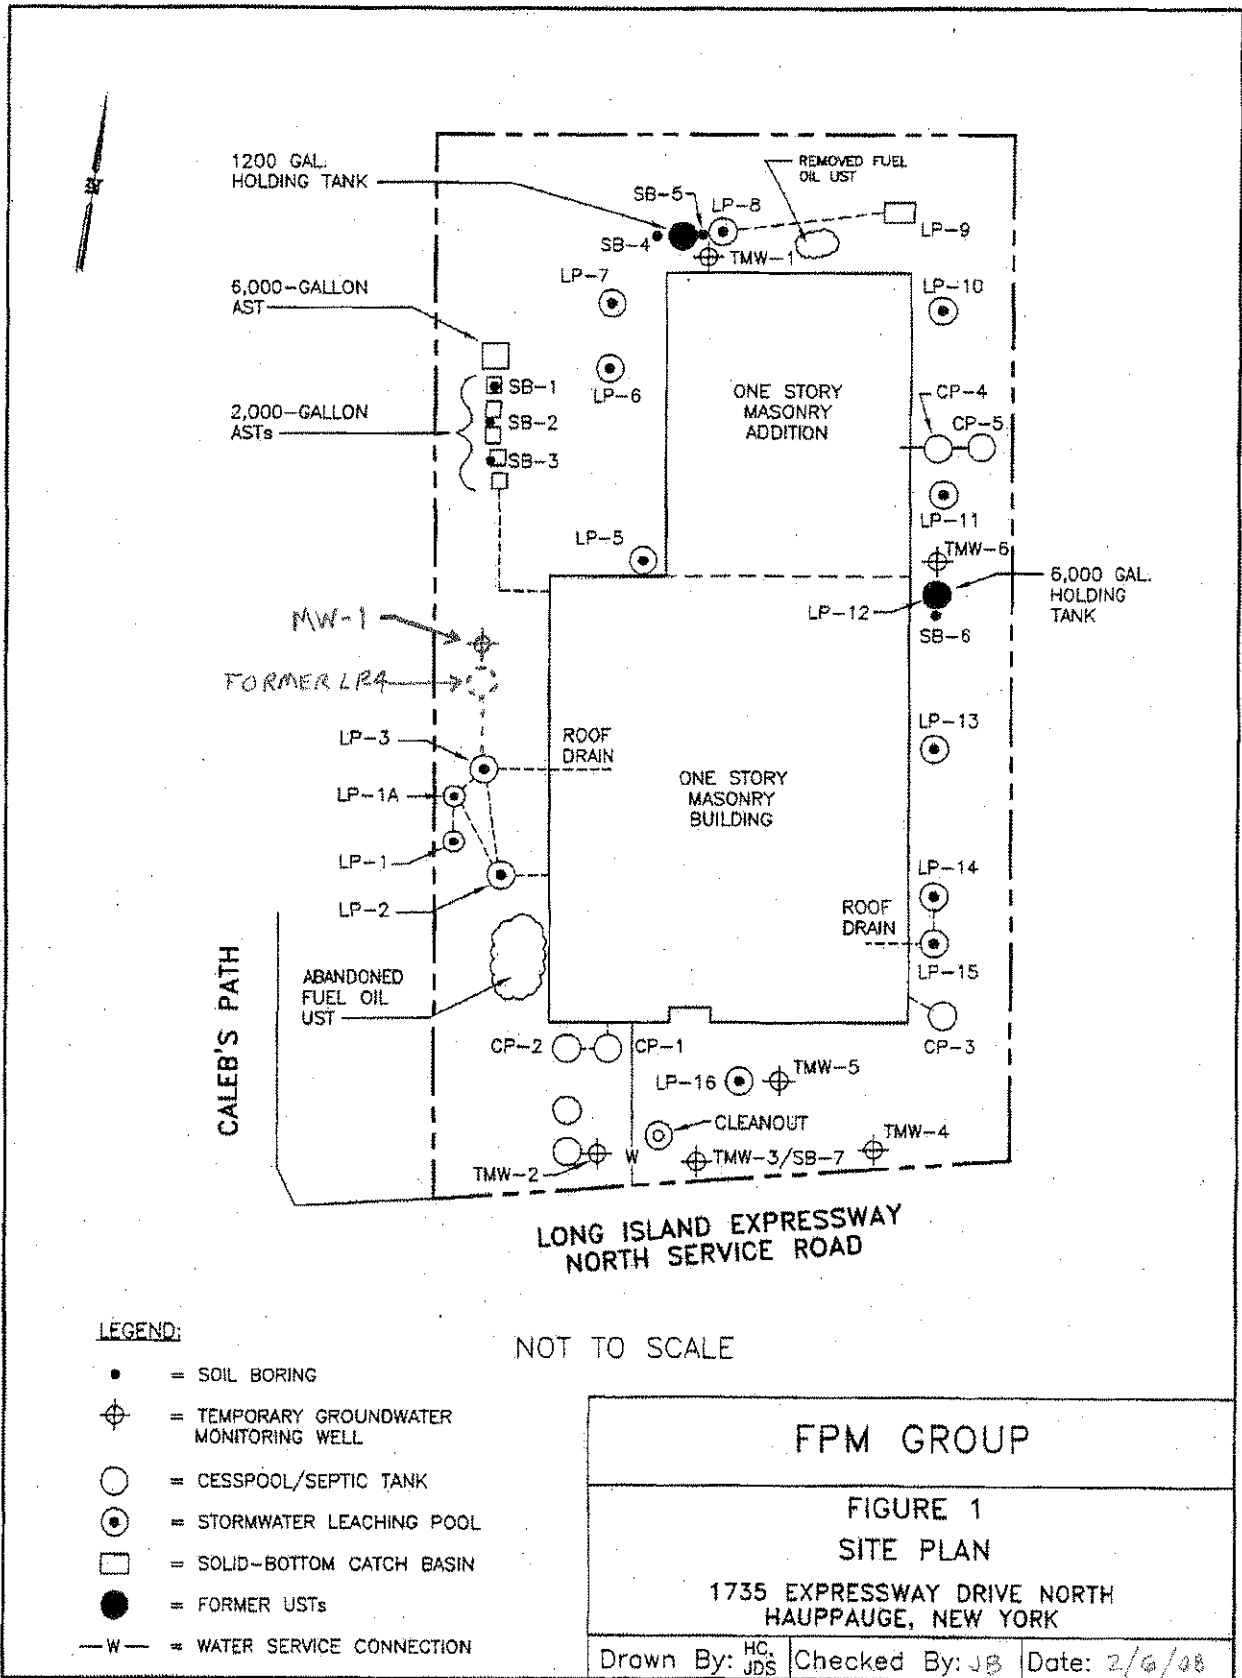 N
1200 GAL.
HOLDING TANK
REMOVED FUEL
OIL UST
SB-5
LP-8
SB-4
LP-9
TMW-1
6,000-GALLON
AST
LP-7
LP-10
SB-1
LP-6
2,000-GALLON
ASTs
SB-2
SB-3
ONE STORY
MASONRY
ADDITION
CP-4
CP-5
LP-11
LP-5
TMW-6
6,000 GAL.
HOLDING
TANK
LP-12
SB-6
MW-1
FORMER LP4
LP-3
ROOF
DRAIN
LP-13
LP-1A
ONE STORY
MASONRY
BUILDING
LP-1
LP-14
LP-2
ROOF
DRAIN
LP-15
CALEB'S PATH
ABANDONED
FUEL OIL
UST
CP-2
CP-1
CP-3
LP-16
TMW-5
CLEANOUT
TMW-4
TMW-2
W
TMW-3/SB-7
LONG ISLAND EXPRESSWAY
NORTH SERVICE ROAD
NOT TO SCALE
LEGEND:
= SOIL BORING
= TEMPORARY GROUNDWATER
MONITORING WELL
= CESSPOOL/SEPTIC TANK
= STORMWATER LEACHING POOL
= SOLID-BOTTOM CATCH BASIN
= FORMER USTs
—W— = WATER SERVICE CONNECTION
FPM GROUP
FIGURE 1
SITE PLAN
1735 EXPRESSWAY DRIVE NORTH
HAUPPAUGE, NEW YORK
Drawn By: HC, JDS Checked By: JB Date: 2/6/08